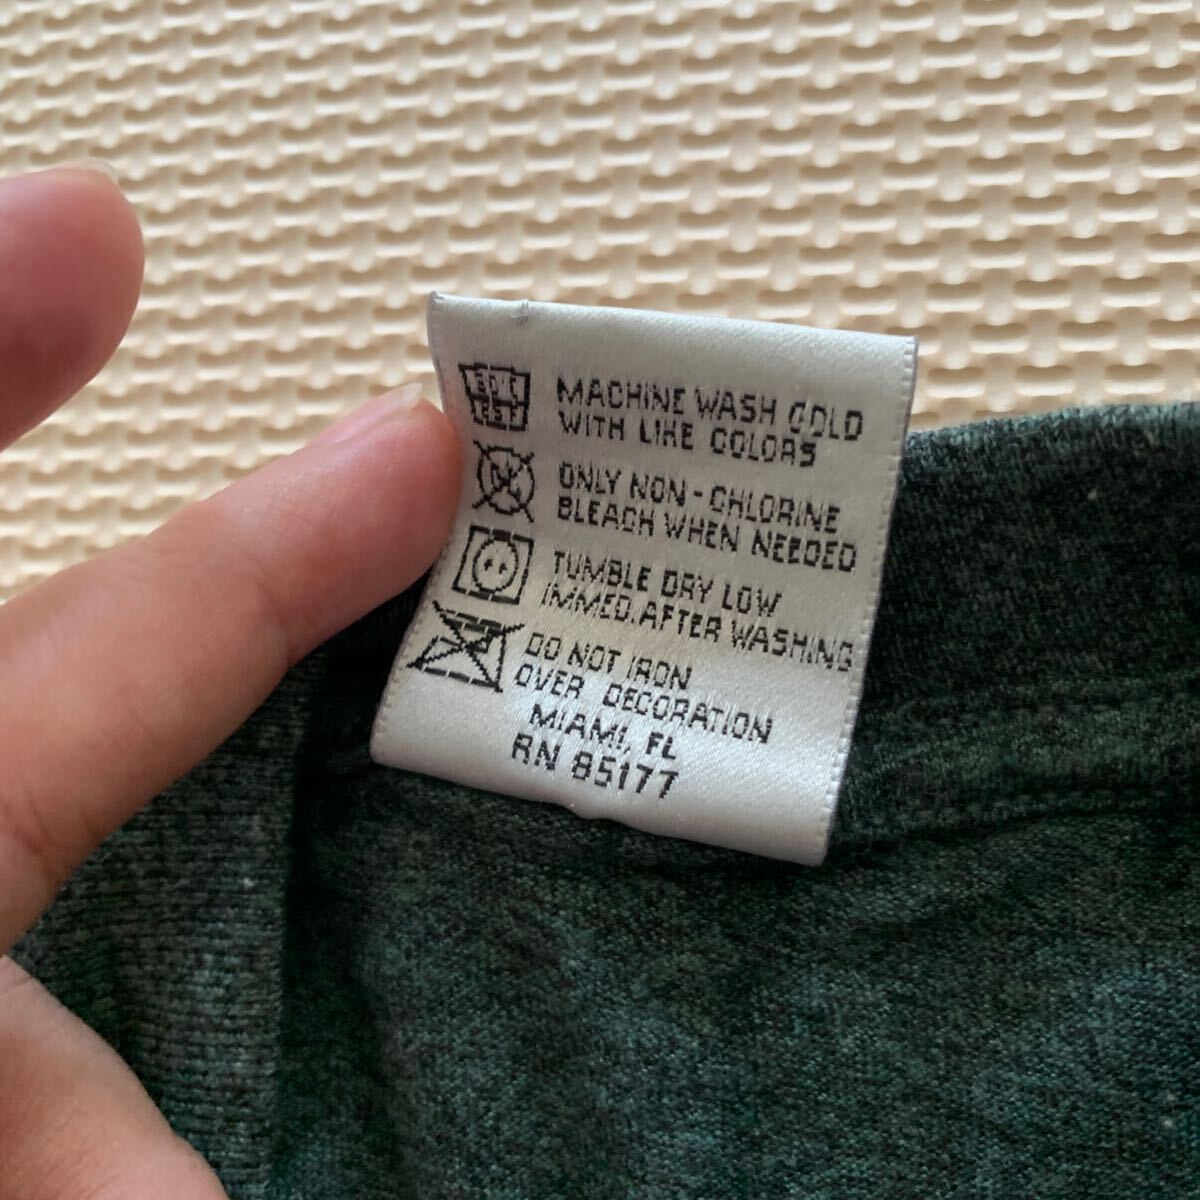 MACHINE WASH COLD
WITH LIKE COLORS
ONLY NON-CHLORINE
BLEACH WHEN NEEDED
TUMBLE DRY LOW
IMMED. AFTER WASHING
DO NOT IRON
OVER DECORATION
MIAMI, FL
RN 85177